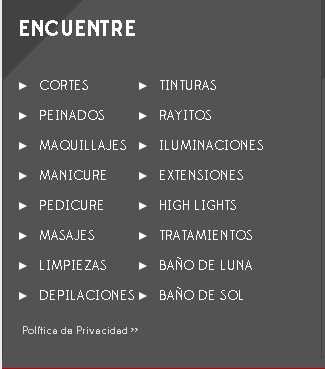 ENCUENTRE
► CORTES ► TINTURAS
► PEINADOS ► RAYITOS
► MAQUILLAJES ► ILUMINACIONES
► MANICURE ► EXTENSIONES
► PEDICURE ► HIGH LIGHTS
► MASAJES ► TRATAMIENTOS
► LIMPIEZAS ► BAÑO DE LUNA
► DEPILACIONES ► BAÑO DE SOL
Política de Privacidad >>